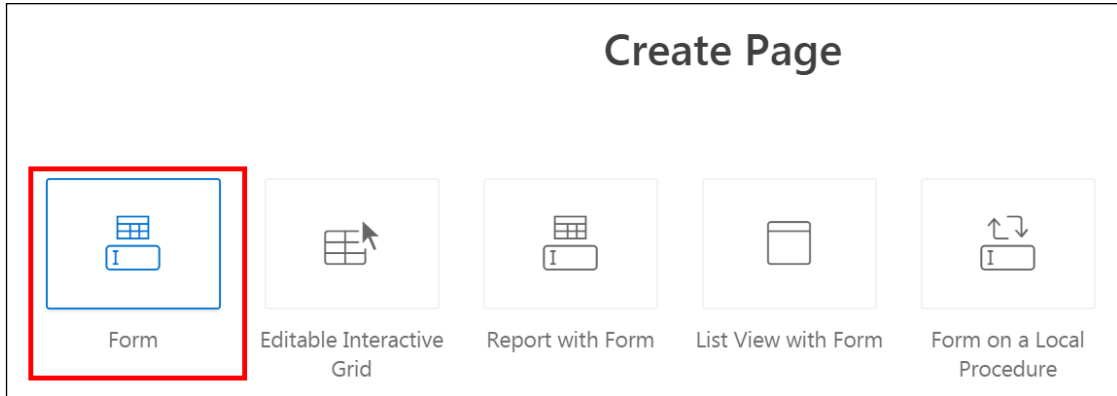 Create Page
Form
Editable Interactive
Grid
Report with Form
List View with Form
Form on a Local
Procedure